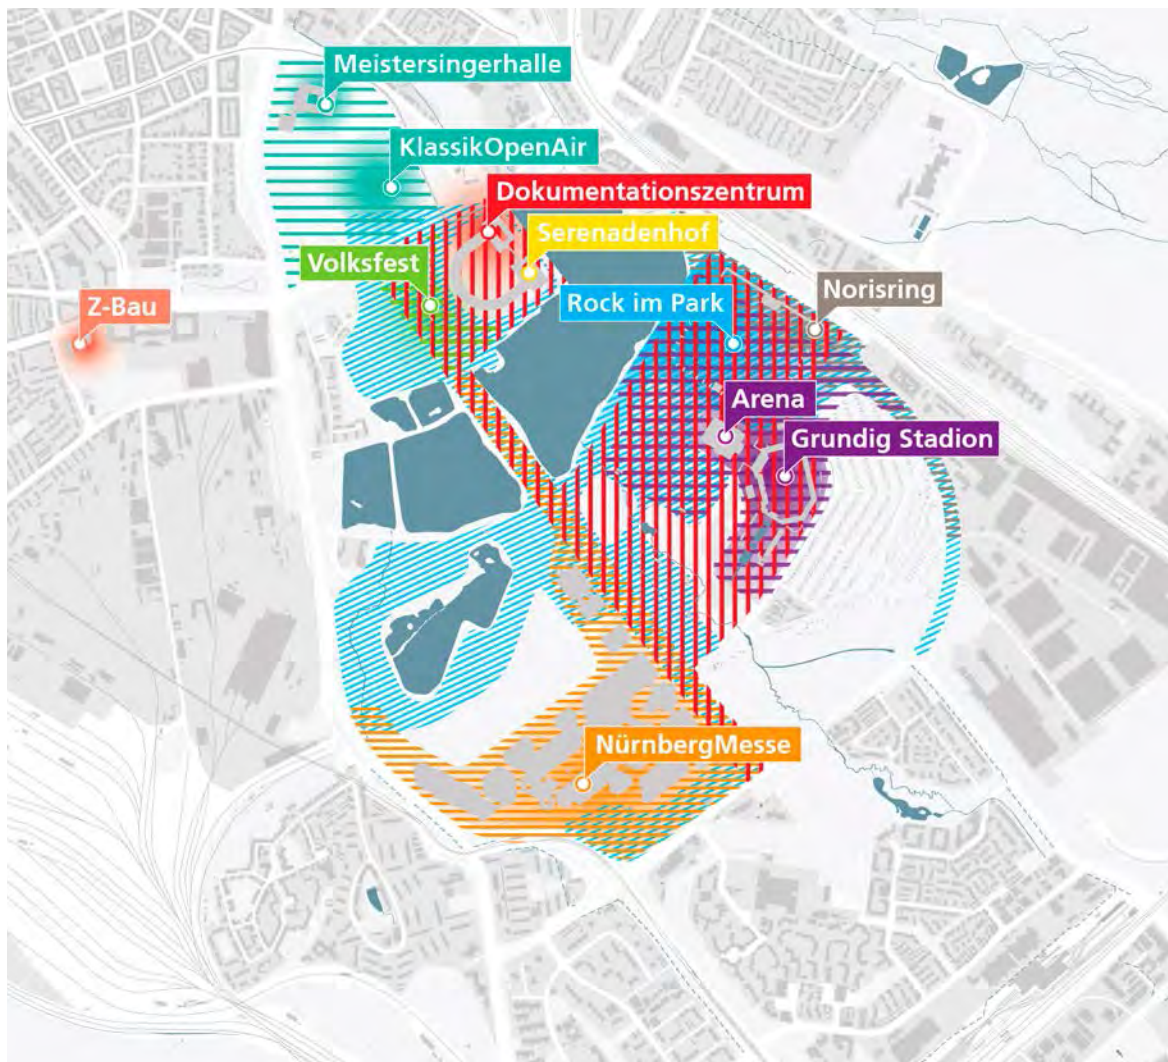 Meistersingerhalle
KlassikOpenAir
Dokumentationszentrum
Serenadenhof
Volksfest
Norisring
Rock im Park
Z-Bau
Arena
Grundig Stadion
NürnbergMesse